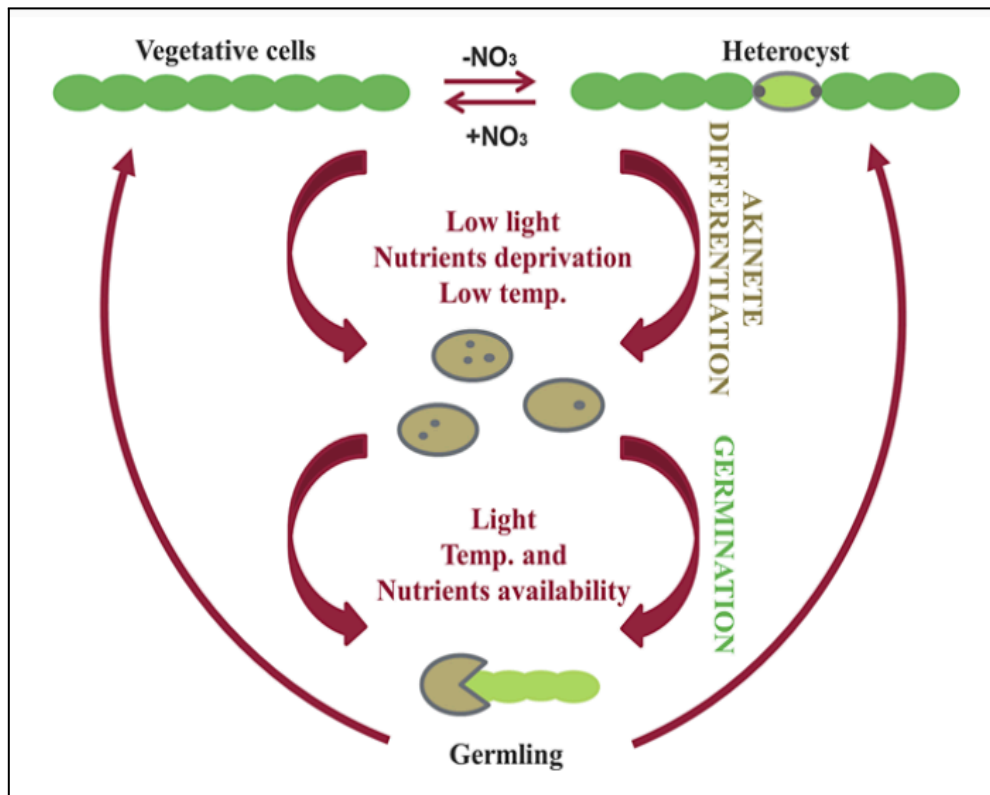 Vegetative cells
-NO₃
Heterocyst
+NO₃
Low light
Nutrients deprivation
Low temp.
AKINETE
DIFFERENTIATION
Light
Temp. and
Nutrients availability
GERMINATION
Germling